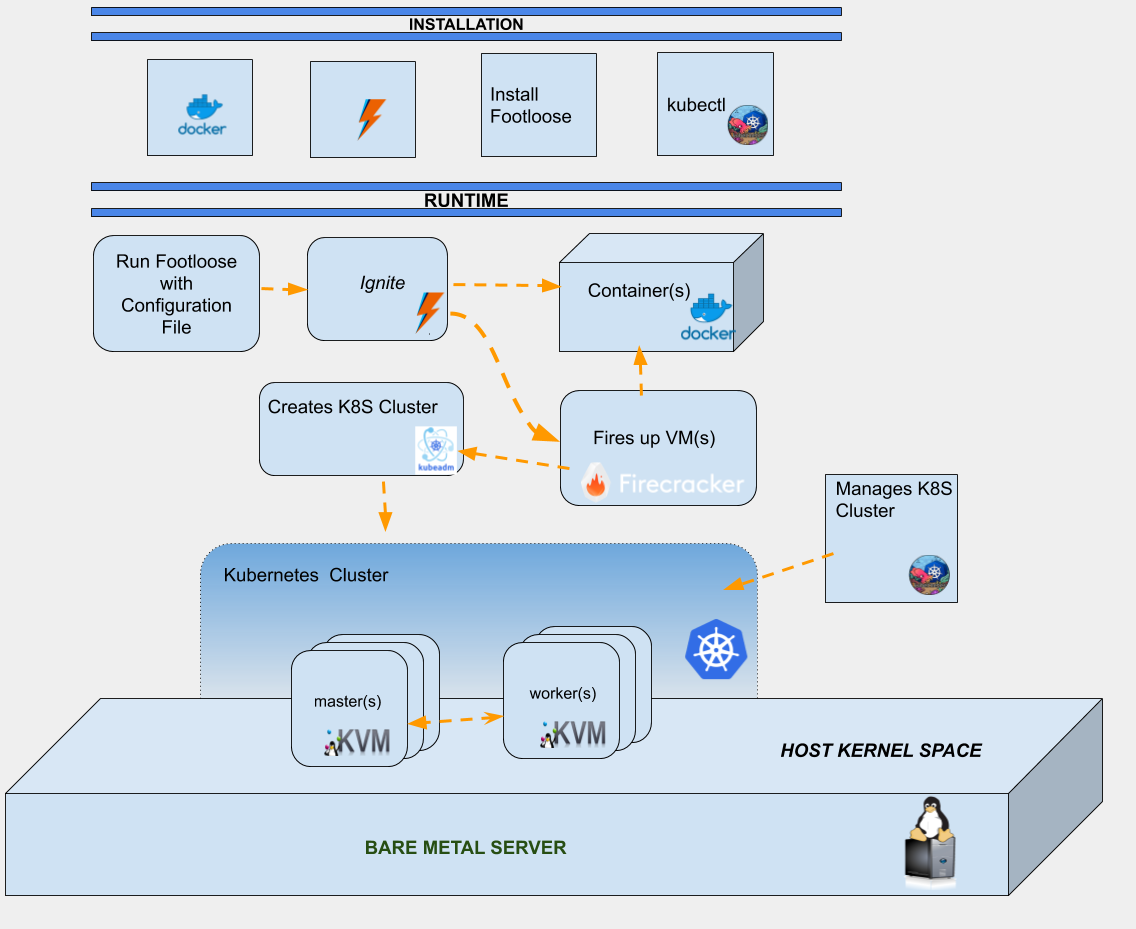 INSTALLATION
docker
Install
Footloose
kubectl
RUNTIME
Run Footloose
with
Configuration
File
Ignite
Container(s)
docker
Creates K8S Cluster
kubeadm
Fires up VM(s)
Firecracker
Manages K8S
Cluster
Kubernetes Cluster
master(s)
KVM
worker(s)
KVM
HOST KERNEL SPACE
BARE METAL SERVER